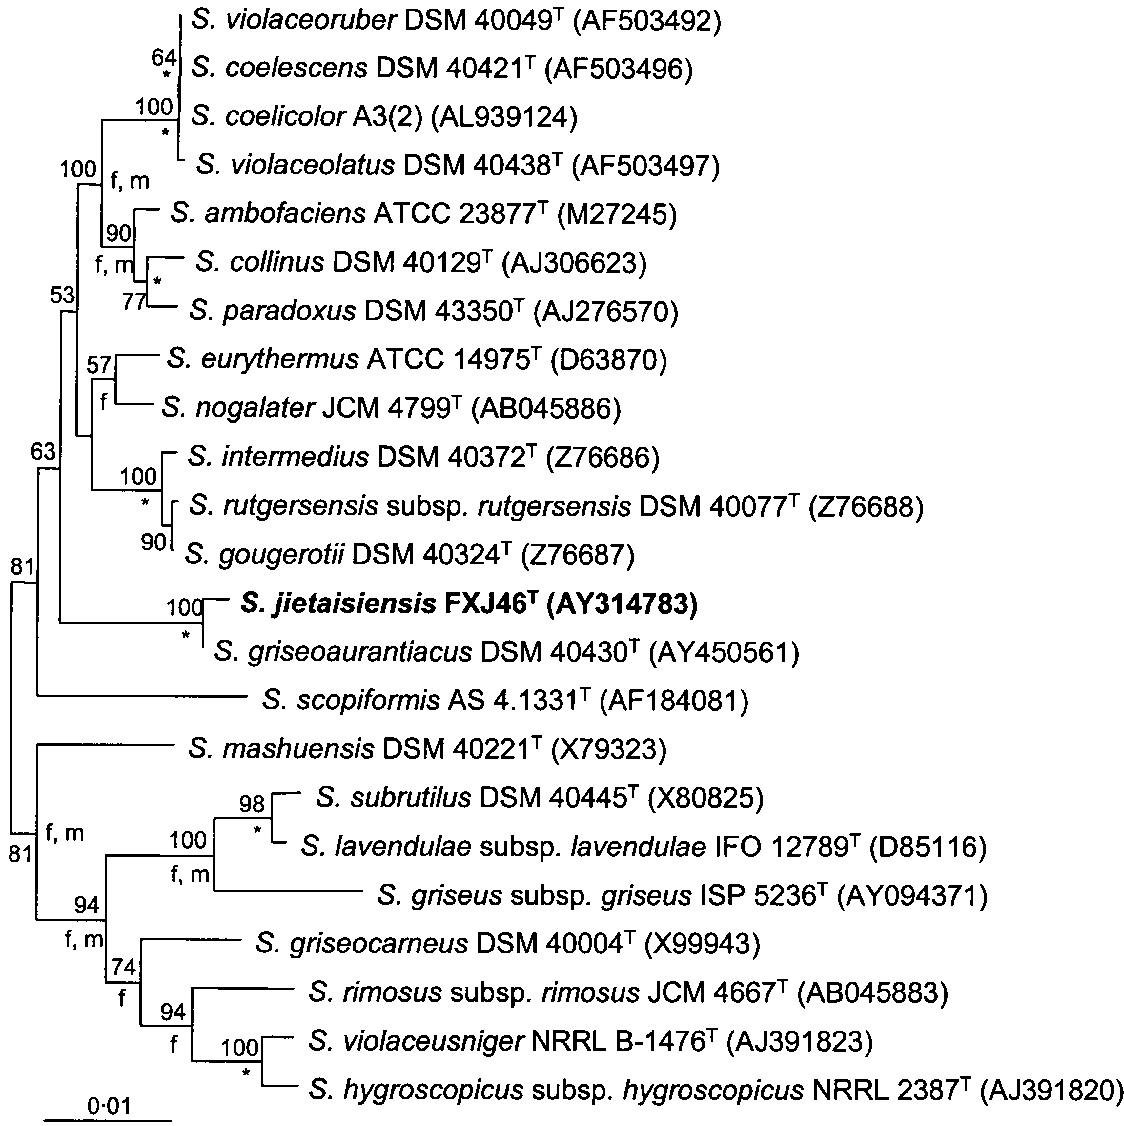 S. violaceoruber DSM 40049ᵀ (AF503492)
64
*
S. coelescens DSM 40421ᵀ (AF503496)
100
*
S. coelicolor A3(2) (AL939124)
S. violaceolatus DSM 40438ᵀ (AF503497)
100
f, m
S. ambofaciens ATCC 23877ᵀ (M27245)
90
f, m
S. collinus DSM 40129ᵀ (AJ306623)
*
77
S. paradoxus DSM 43350ᵀ (AJ276570)
53
S. eurythermus ATCC 14975ᵀ (D63870)
57
f
S. nogalater JCM 4799ᵀ (AB045886)
63
S. intermedius DSM 40372ᵀ (Z76686)
100
*
S. rutgersensis subsp. rutgersensis DSM 40077ᵀ (Z76688)
90
S. gougerotii DSM 40324ᵀ (Z76687)
81
S. jietaisiensis FXJ46ᵀ (AY314783)
100
*
S. griseoaurantiacus DSM 40430ᵀ (AY450561)
S. scopiformis AS 4.1331ᵀ (AF184081)
S. mashuensis DSM 40221ᵀ (X79323)
98
*
S. subrutilus DSM 40445ᵀ (X80825)
81
f, m
100
f, m
S. lavendulae subsp. lavendulae IFO 12789ᵀ (D85116)
S. griseus subsp. griseus ISP 5236ᵀ (AY094371)
94
f, m
S. griseocarneus DSM 40004ᵀ (X99943)
74
f
S. rimosus subsp. rimosus JCM 4667ᵀ (AB045883)
94
f
S. violaceusniger NRRL B-1476ᵀ (AJ391823)
100
*
S. hygroscopicus subsp. hygroscopicus NRRL 2387ᵀ (AJ391820)
0·01